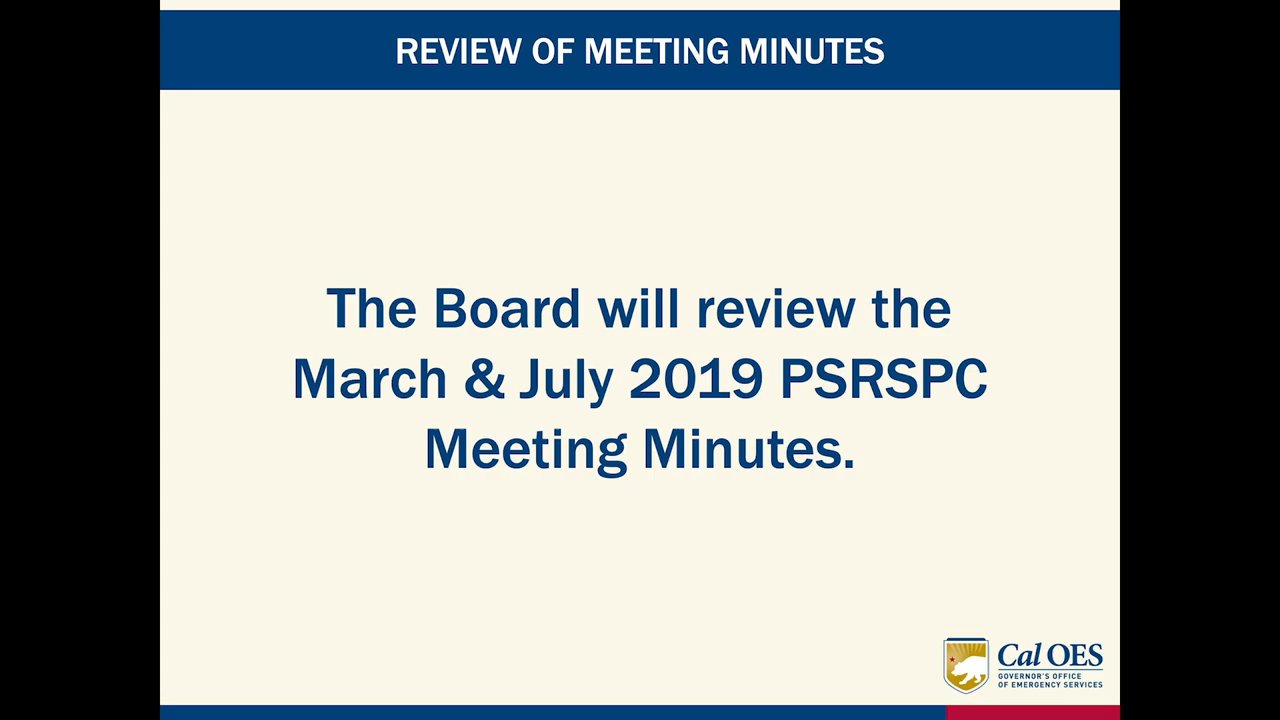 REVIEW OF MEETING MINUTES
The Board will review the
March & July 2019 PSRSPC
Meeting Minutes.
Cal OES
GOVERNOR'S OFFICE
OF EMERGENCY SERVICES